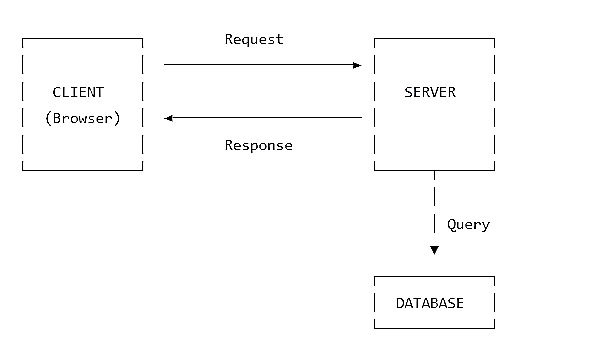 Request
CLIENT
(Browser)
SERVER
Response
Query
DATABASE